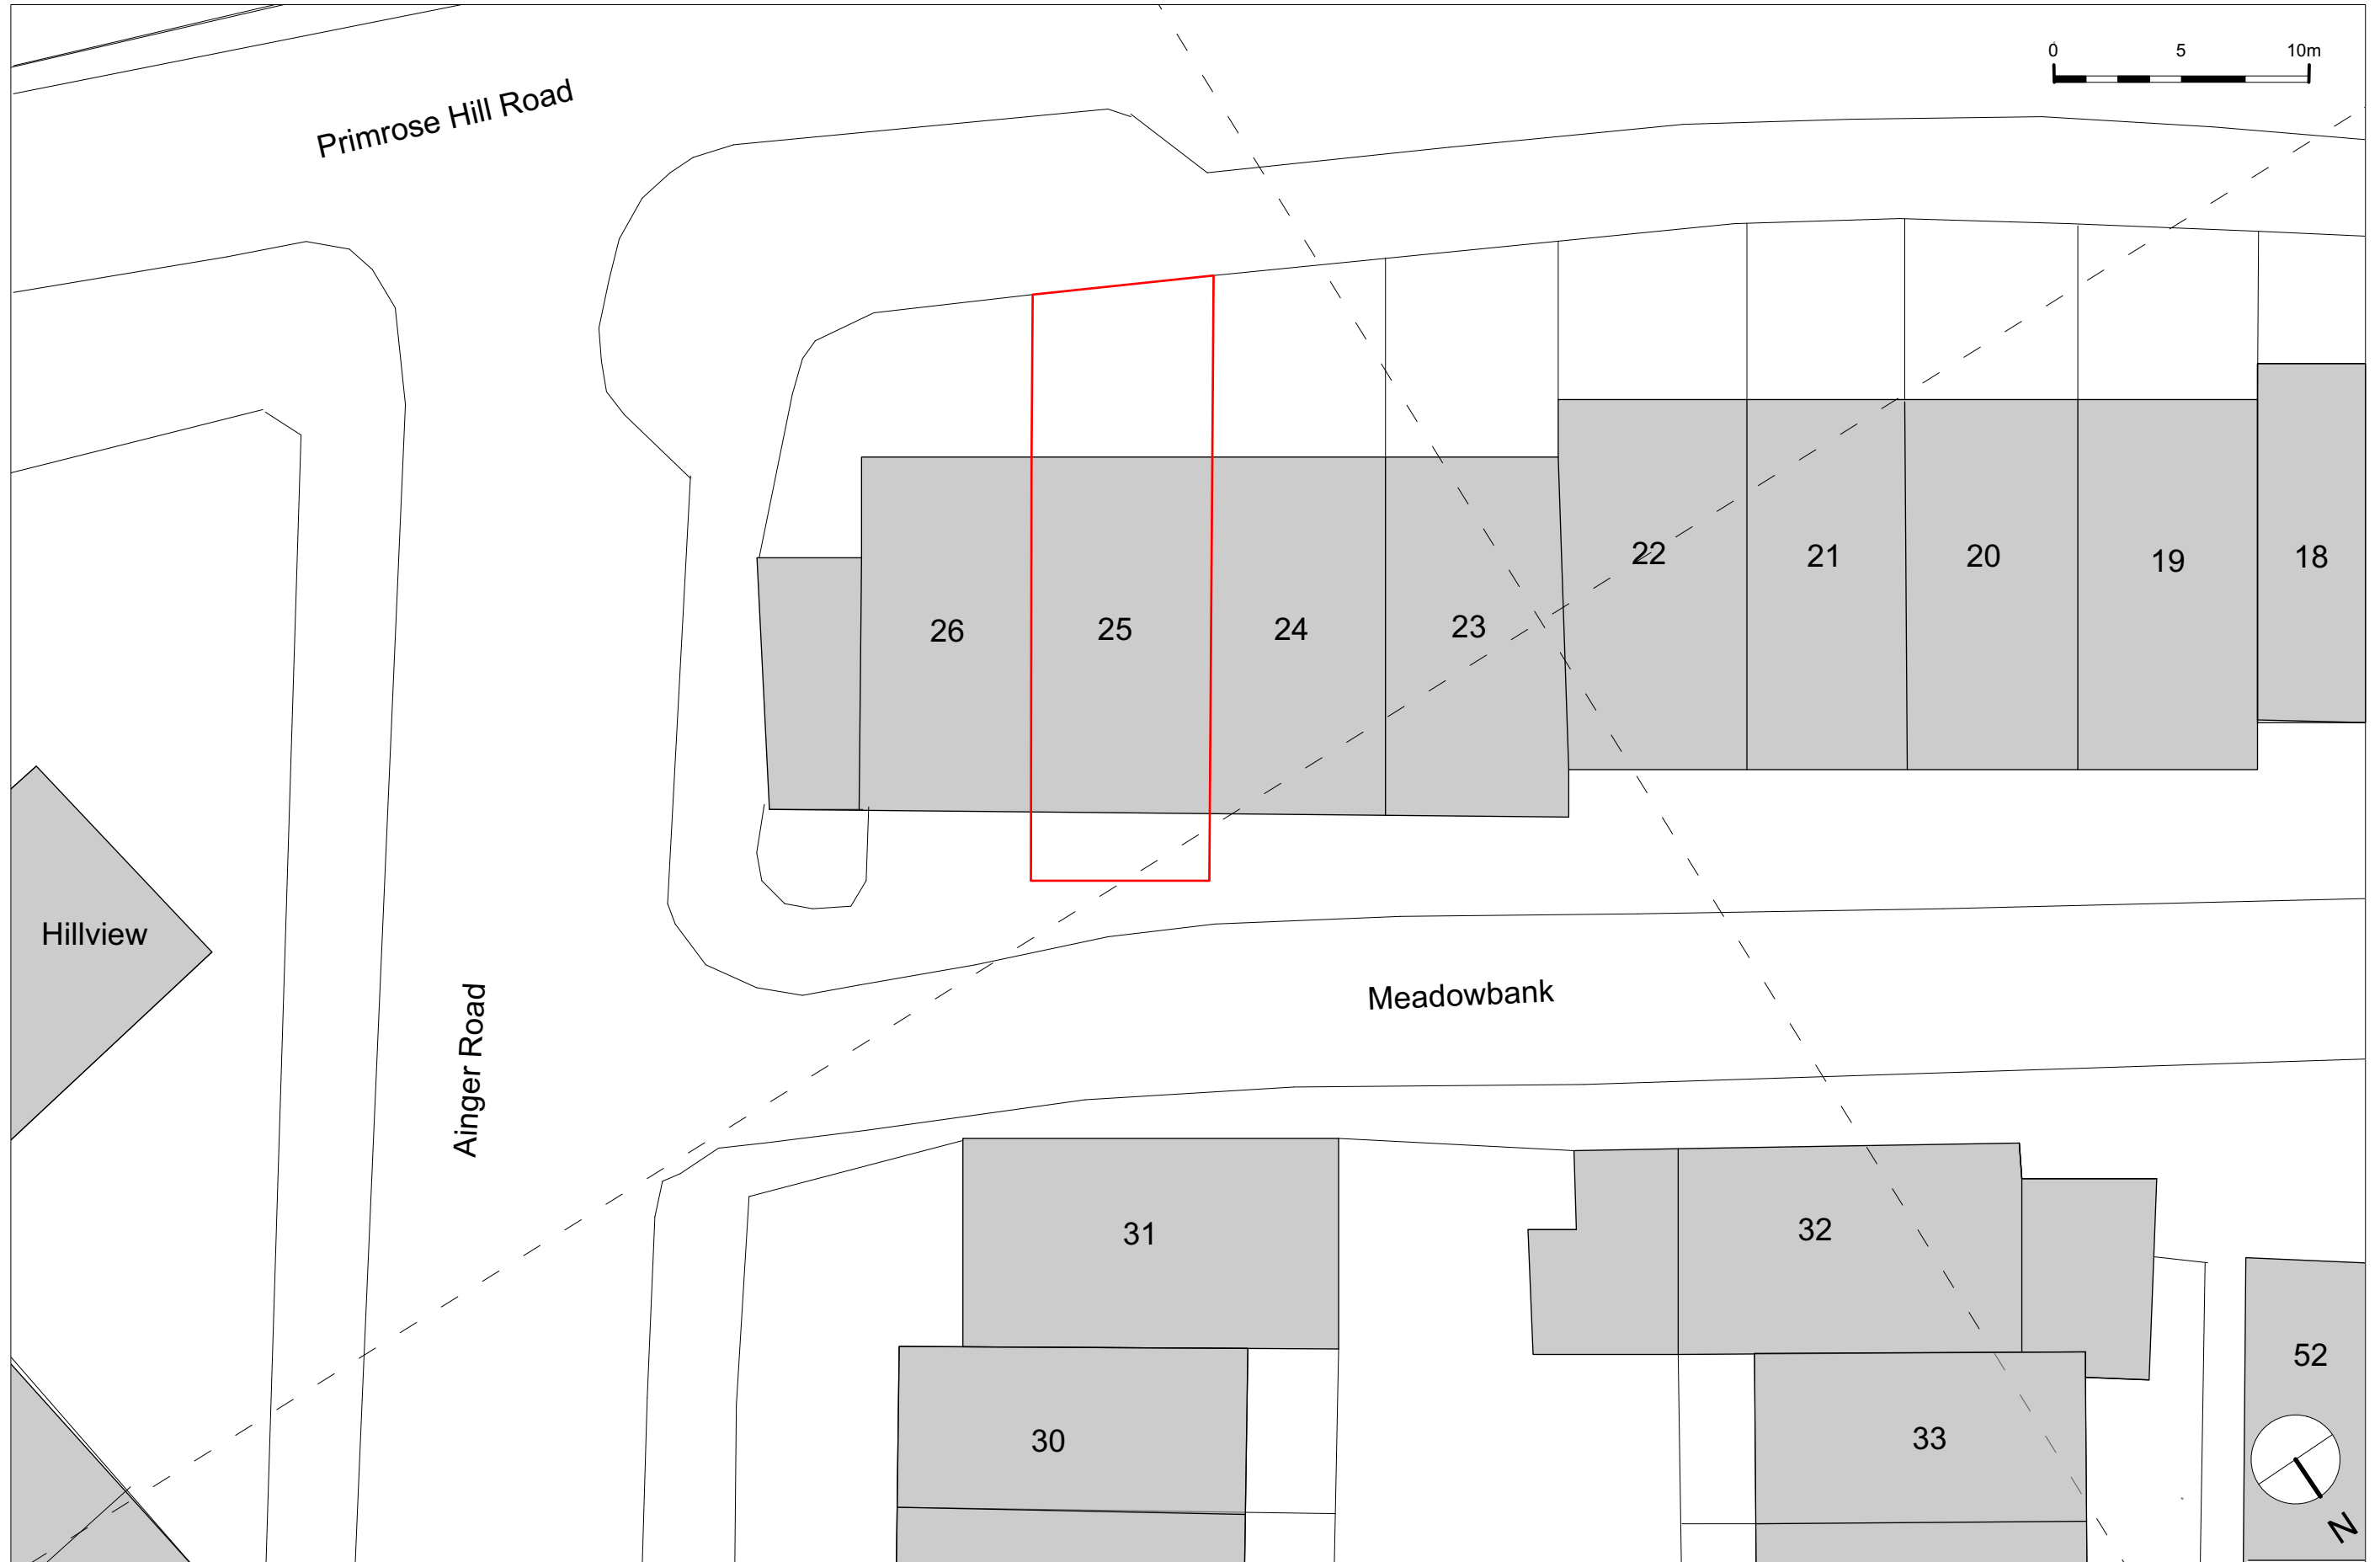 0 5 10m
Primrose Hill Road
22 21 20 19 18
26 25 24 23
Hillview
Meadowbank
Ainger Road
31 32
52
30 33
N